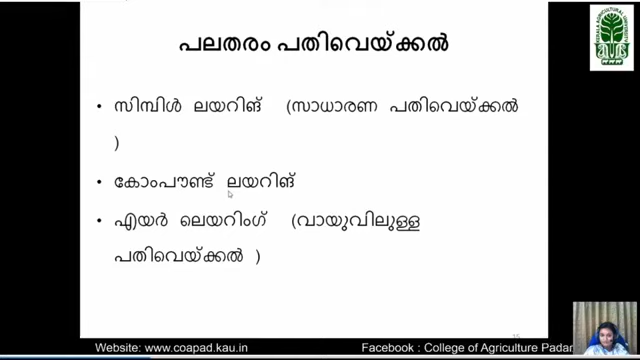 പലതരം പതിവെയ്ക്കൽ
• സിമ്പിൾ ലയറിങ് (സാധാരണ പതിവെയ്ക്കൽ
)
• കോംപൗണ്ട് ലയറിങ്
• എയർ ലെയറിംഗ് (വായുവിലുള്ള
പതിവെയ്ക്കൽ )
Website: www.coapad.kau.in Facebook : College of Agriculture Padan